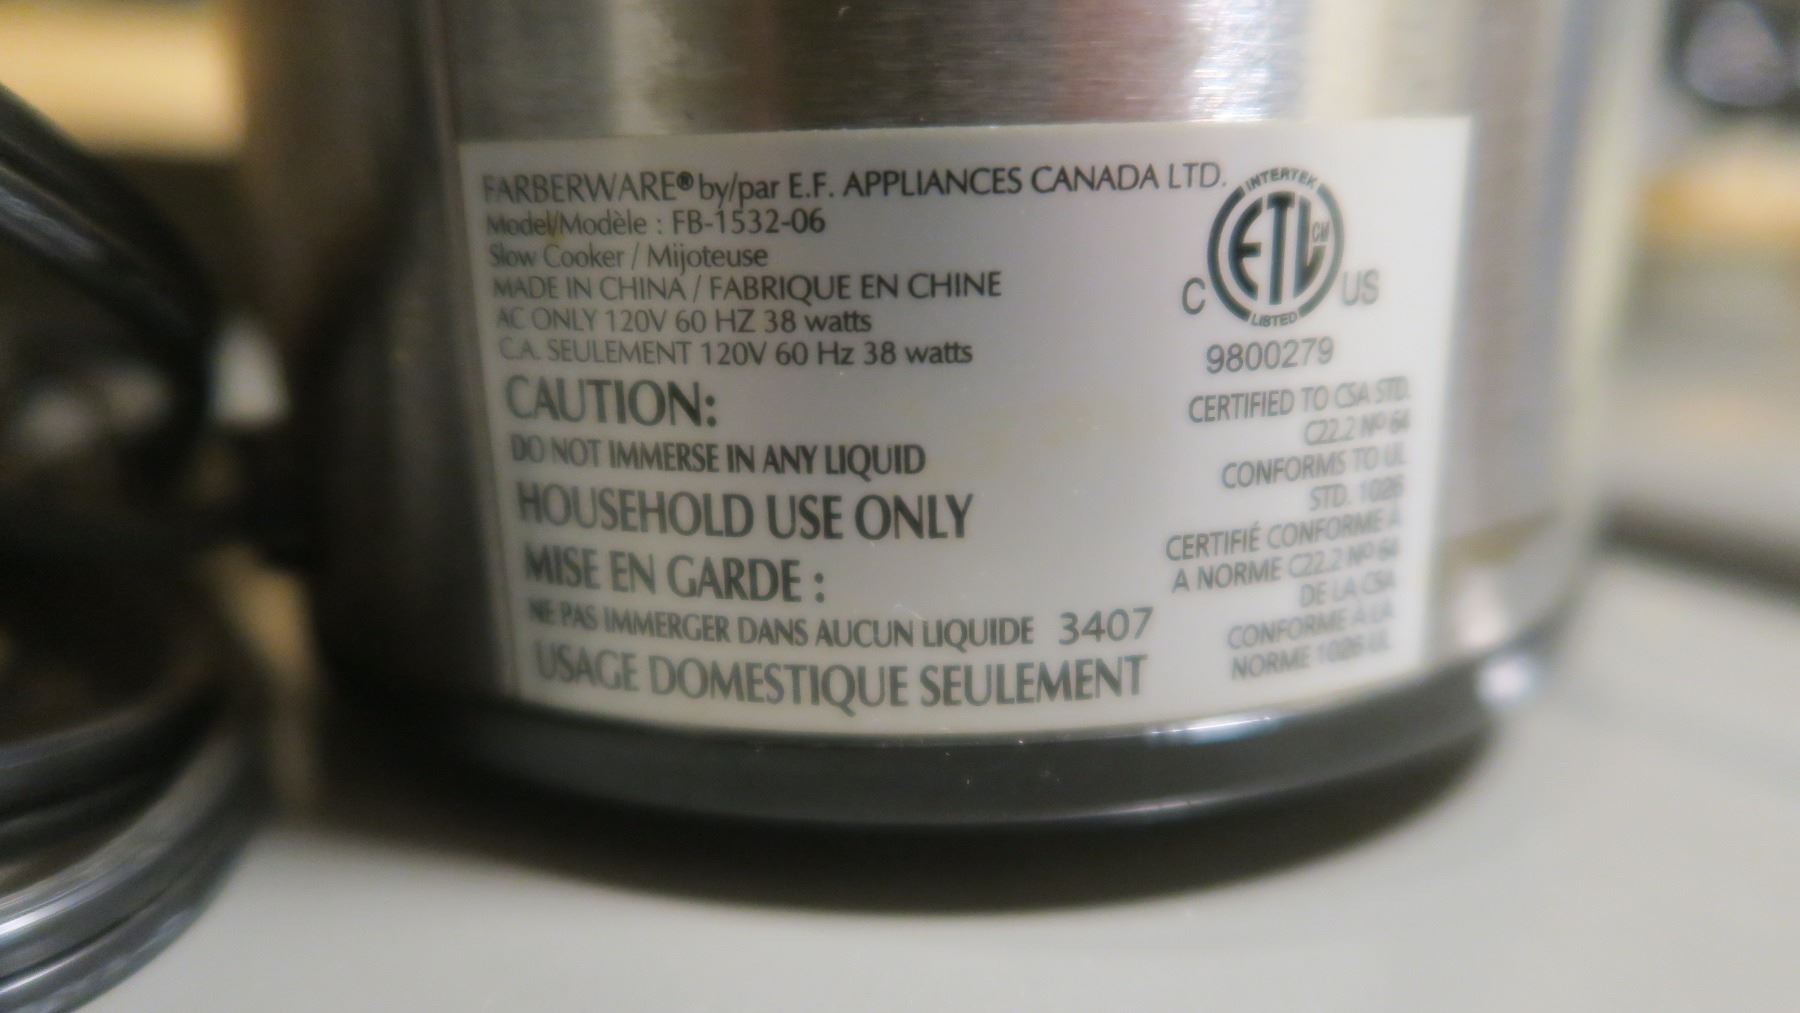 FARBERWARE® by/par E.F. APPLIANCES CANADA LTD.
Model/Modèle : FB-1532-06
Slow Cooker / Mijoteuse
MADE IN CHINA / FABRIQUE EN CHINE
AC ONLY 120V 60 HZ 38 watts
C.A. SEULEMENT 120V 60 Hz 38 watts
CAUTION:
DO NOT IMMERSE IN ANY LIQUID
HOUSEHOLD USE ONLY
MISE EN GARDE :
NE PAS IMMERGER DANS AUCUN LIQUIDE 3407
USAGE DOMESTIQUE SEULEMENT
INTERTEK
ETL CM
C US
LISTED
9800279
CERTIFIED TO CSA STD.
C22.2 Nº 64
CONFORMS TO UL
STD. 1026
CERTIFIÉ CONFORME À
A NORME C22.2 Nº 64
DE LA CSA
CONFORME À LA
NORME 1026 UL